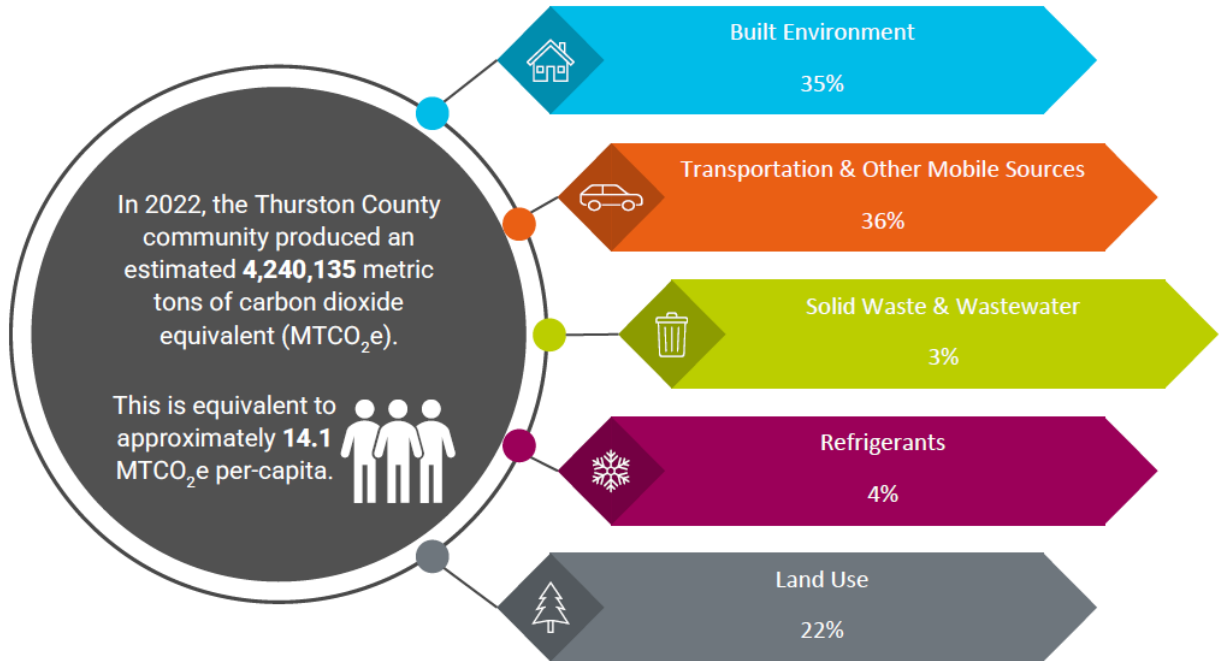 In 2022, the Thurston County
community produced an
estimated 4,240,135 metric
tons of carbon dioxide
equivalent (MTCO₂e).
This is equivalent to
approximately 14.1
MTCO₂e per-capita.
Built Environment
35%
Transportation & Other Mobile Sources
36%
Solid Waste & Wastewater
3%
Refrigerants
4%
Land Use
22%